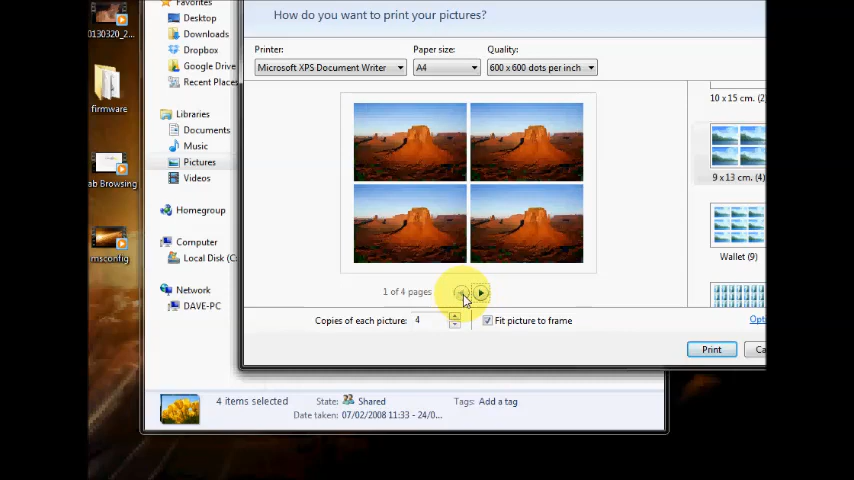 Favorites
0130320_2...
Desktop
Downloads
Dropbox
Google Drive
Recent Places
firmware
Libraries
Documents
Music
Pictures
Videos
ab Browsing
Homegroup
msconfig
Computer
Local Disk (C:
Network
DAVE-PC
How do you want to print your pictures?
Printer:
Paper size:
Quality:
Microsoft XPS Document Writer
A4
600 x 600 dots per inch
10 x 15 cm. (2)
9 x 13 cm. (4)
Wallet (9)
1 of 4 pages
Copies of each picture:
4
Fit picture to frame
Opt
Print
Ca
4 items selected
State:
Shared
Tags: Add a tag
Date taken: 07/02/2008 11:33 - 24/0...